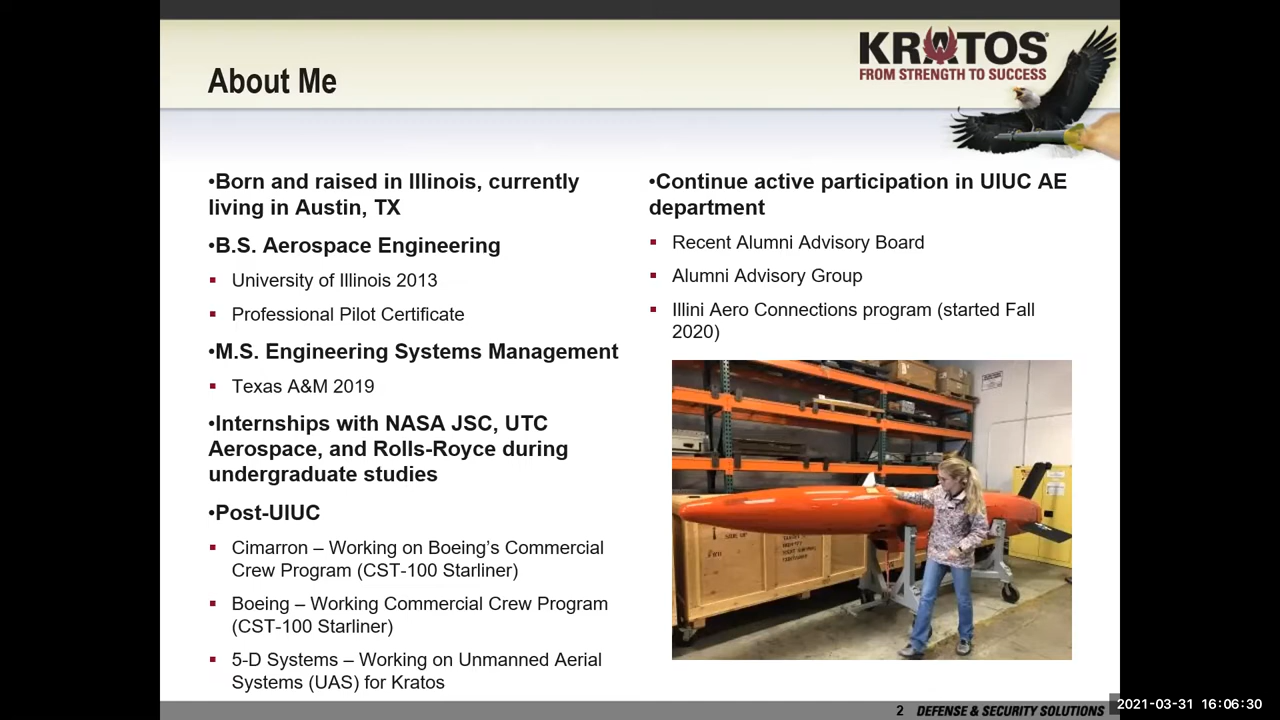 KRATOS
FROM STRENGTH TO SUCCESS
About Me
•Born and raised in Illinois, currently
living in Austin, TX
•B.S. Aerospace Engineering
▪ University of Illinois 2013
▪ Professional Pilot Certificate
•M.S. Engineering Systems Management
▪ Texas A&M 2019
•Internships with NASA JSC, UTC
Aerospace, and Rolls-Royce during
undergraduate studies
•Post-UIUC
▪ Cimarron – Working on Boeing’s Commercial
Crew Program (CST-100 Starliner)
▪ Boeing – Working Commercial Crew Program
(CST-100 Starliner)
▪ 5-D Systems – Working on Unmanned Aerial
Systems (UAS) for Kratos
•Continue active participation in UIUC AE
department
▪ Recent Alumni Advisory Board
▪ Alumni Advisory Group
▪ Illini Aero Connections program (started Fall
2020)
2 DEFENSE & SECURITY SOLUTIONS
2021-03-31 16:06:30